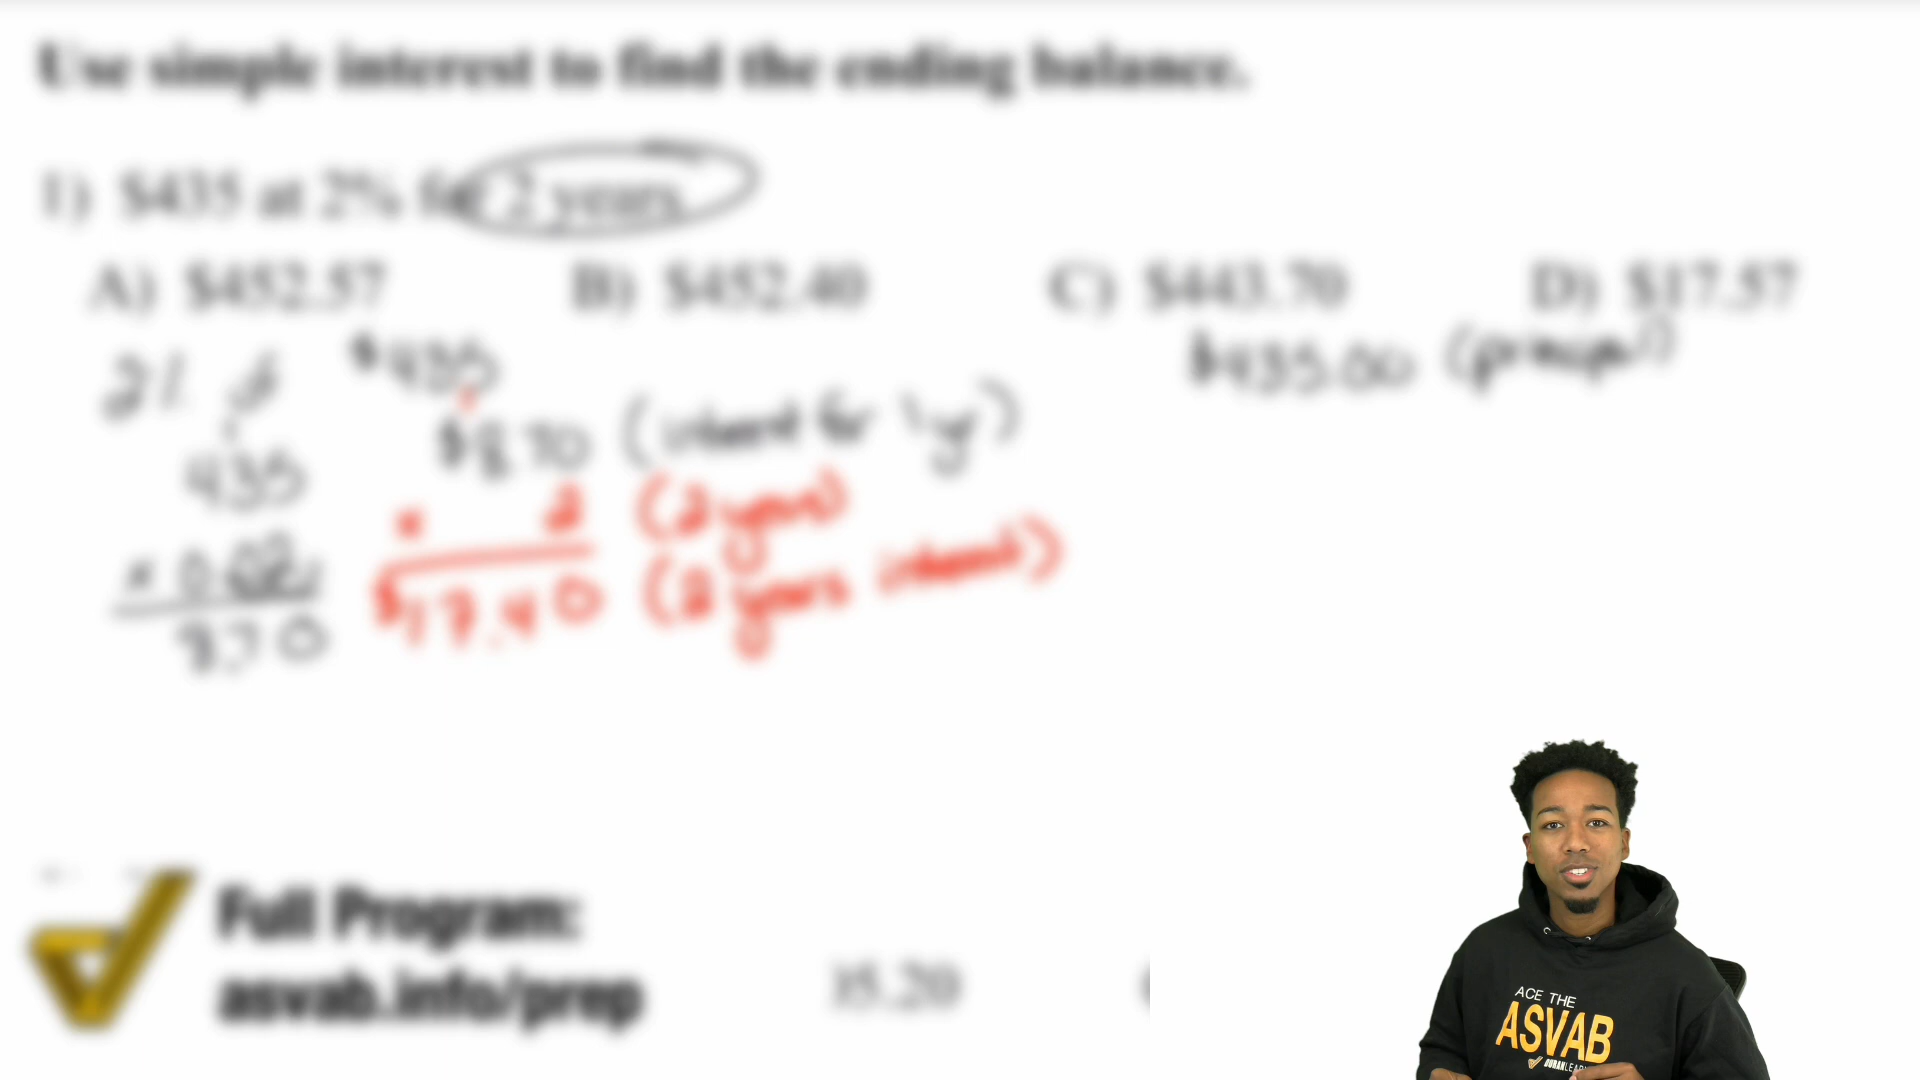 Use simple interest to find the ending balance.
1) $435 at 2% for 2 years
A) $452.57 B) $452.40 C) $443.70 D) $17.57
2% of $435 $435.00 (principal)
$8.70 (interest for 1 yr)
435
x 2 (2 years)
x 0.02
$17.40 (2 years interest)
8.70
Full Program:
asvab.info/prep
05.20
ACE THE
ASVAB